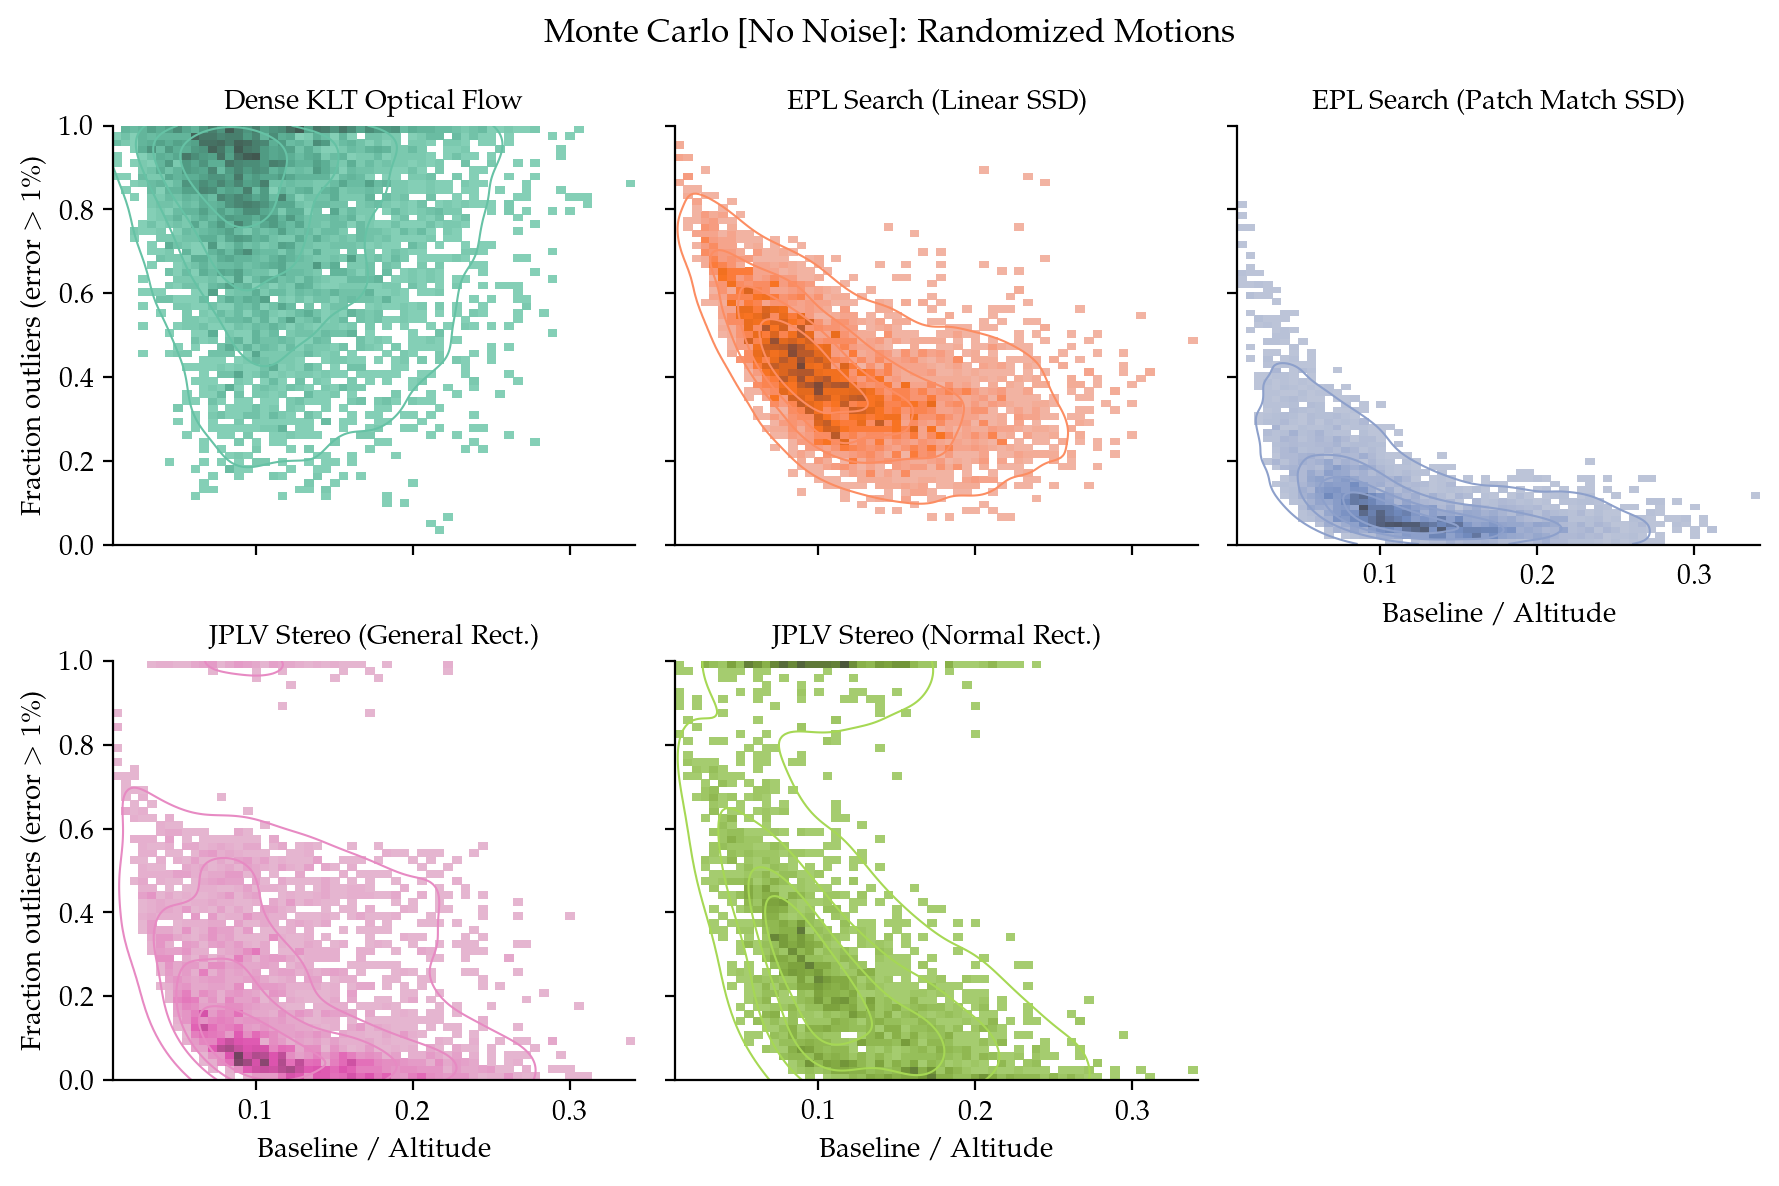 Monte Carlo [No Noise]: Randomized Motions
Dense KLT Optical Flow
EPL Search (Linear SSD)
EPL Search (Patch Match SSD)
Fraction outliers (error > 1%)
1.0
0.8
0.6
0.4
0.2
0.0
0.1
0.2
0.3
Baseline / Altitude
JPLV Stereo (General Rect.)
JPLV Stereo (Normal Rect.)
Fraction outliers (error > 1%)
1.0
0.8
0.6
0.4
0.2
0.0
0.1
0.2
0.3
0.1
0.2
0.3
Baseline / Altitude
Baseline / Altitude